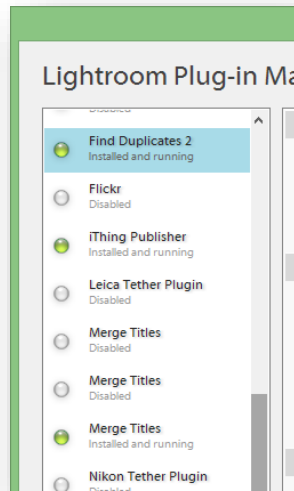 Lightroom Plug-in Ma
Disabled
Find Duplicates 2
Installed and running
Flickr
Disabled
iThing Publisher
Installed and running
Leica Tether Plugin
Disabled
Merge Titles
Disabled
Merge Titles
Disabled
Merge Titles
Installed and running
Nikon Tether Plugin
Disabled